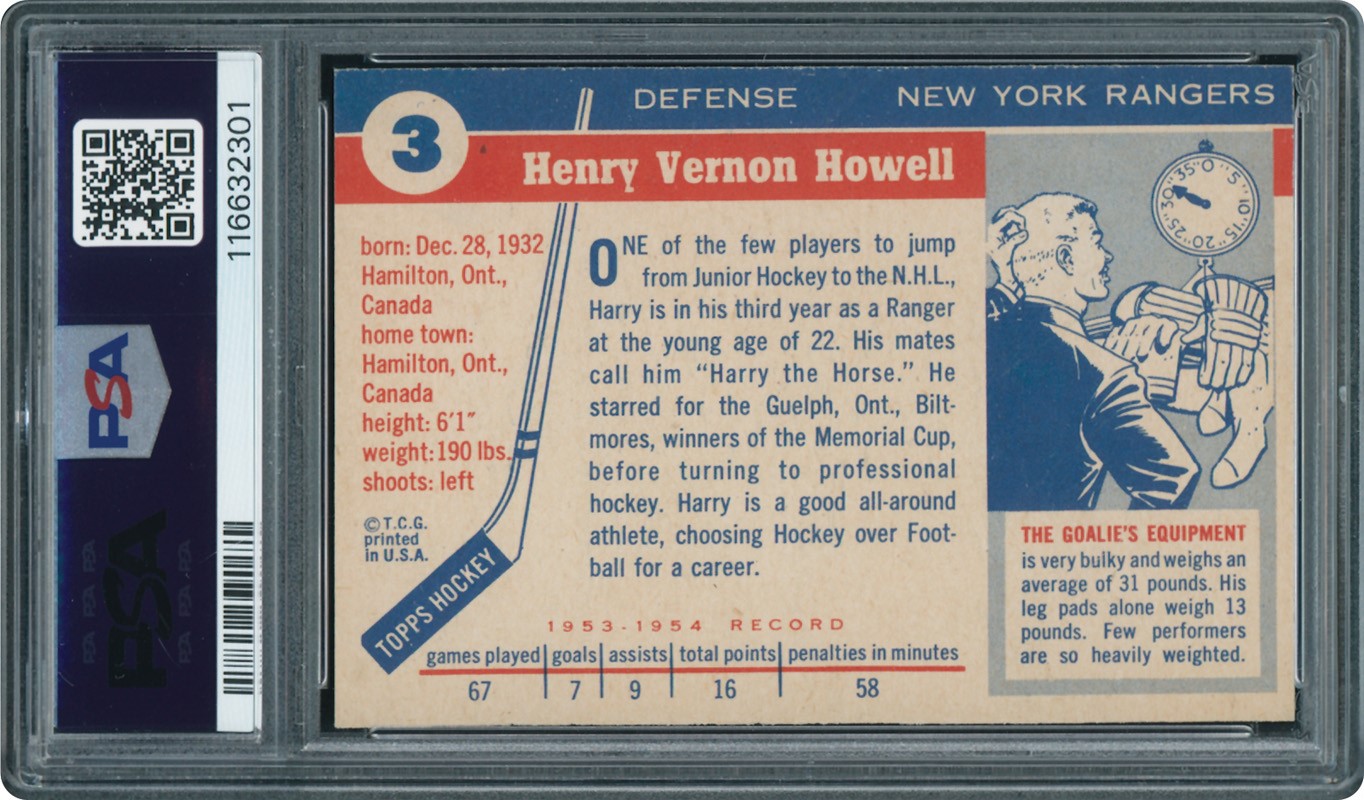 PSA
116632301
PSA
3
DEFENSE
NEW YORK RANGERS
Henry Vernon Howell
born: Dec. 28, 1932
Hamilton, Ont.,
Canada
home town:
Hamilton, Ont.,
Canada
height: 6'1"
weight: 190 lbs.
shoots: left
© T.C.G.
printed
in U.S.A.
TOPPS HOCKEY
ONE of the few players to jump
from Junior Hockey to the N.H.L.,
Harry is in his third year as a Ranger
at the young age of 22. His mates
call him "Harry the Horse." He
starred for the Guelph, Ont., Bilt-
mores, winners of the Memorial Cup,
before turning to professional
hockey. Harry is a good all-around
athlete, choosing Hockey over Foot-
ball for a career.
1953-1954 RECORD
games played goals assists total points penalties in minutes
67 7 9 16 58
0 5" 10" 15" 20" 25" 30" 35"
THE GOALIE'S EQUIPMENT
is very bulky and weighs an
average of 31 pounds. His
leg pads alone weigh 13
pounds. Few performers
are so heavily weighted.